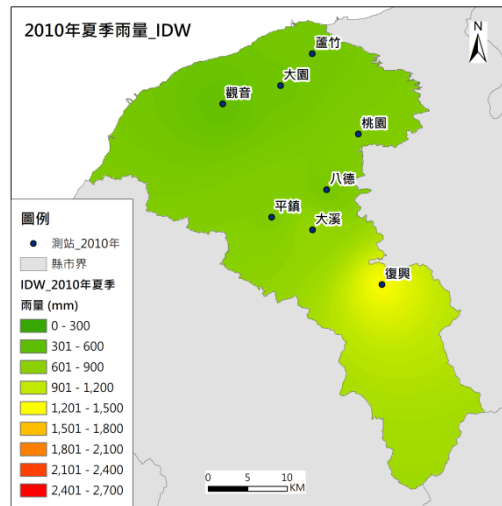 2010年夏季雨量_IDW
N
蘆竹
大園
觀音
桃園
八德
平鎮
大溪
復興
圖例
測站_2010年
縣市界
IDW_2010年夏季
雨量 (mm)
0 - 300
301 - 600
601 - 900
901 - 1,200
1,201 - 1,500
1,501 - 1,800
1,801 - 2,100
2,101 - 2,400
2,401 - 2,700
0 5 10
KM